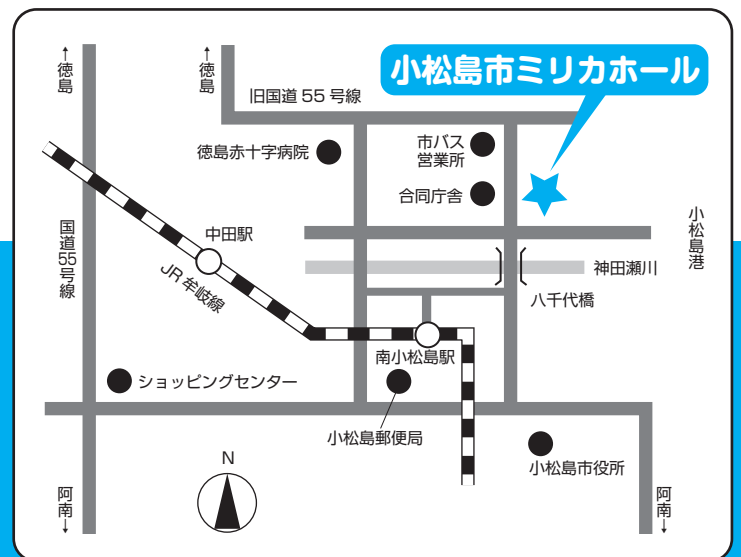 ←徳島
←徳島
小松島市ミリカホール
旧国道 55 号線
徳島赤十字病院
市バス
営業所
合同庁舎
小松島港
国道55号線
中田駅
JR 牟岐線
神田瀬川
八千代橋
南小松島駅
ショッピングセンター
小松島郵便局
小松島市役所
N
阿南→
阿南→